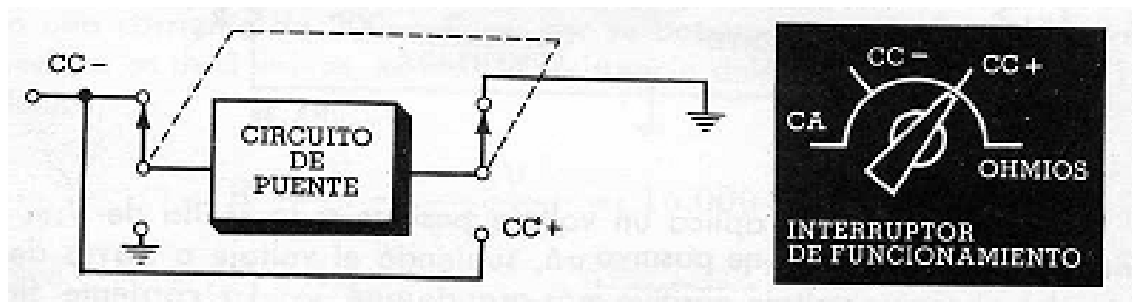 CC-
CIRCUITO
DE
PUENTE
CC+
CC-
CC+
CA
OHMIOS
INTERRUPTOR
DE FUNCIONAMIENTO